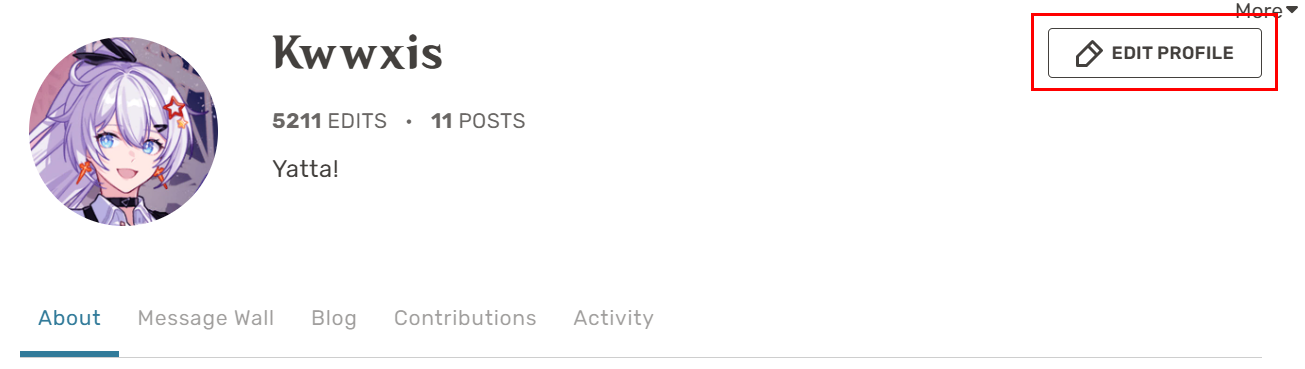 More
Kwwxis
EDIT PROFILE
5211 EDITS • 11 POSTS
Yatta!
About Message Wall Blog Contributions Activity